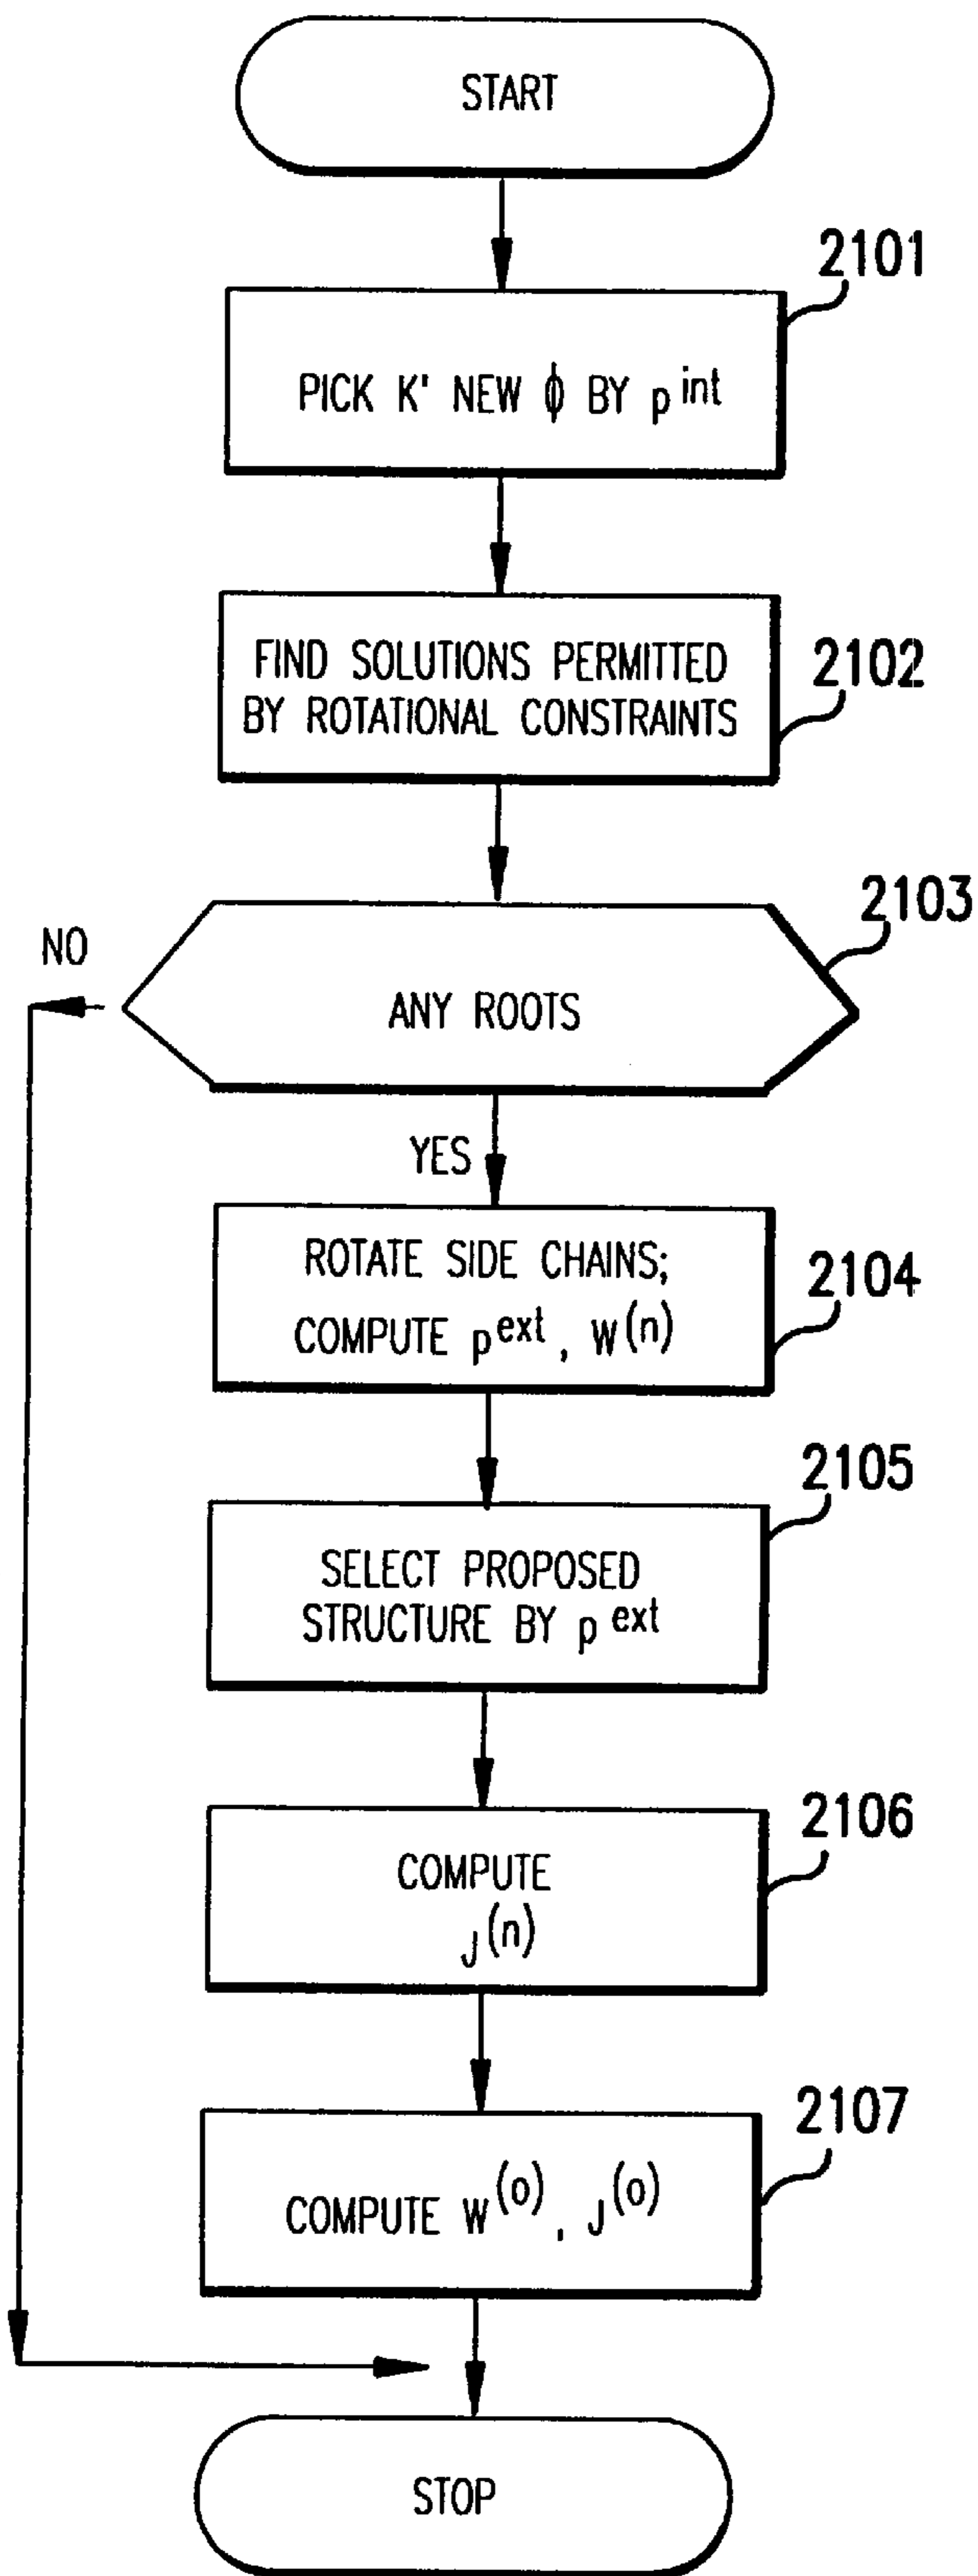 START
2101
PICK K' NEW ϕ BY p^int
2102
FIND SOLUTIONS PERMITTED
BY ROTATIONAL CONSTRAINTS
2103
NO
ANY ROOTS
YES
2104
ROTATE SIDE CHAINS;
COMPUTE p^ext, W^(n)
2105
SELECT PROPOSED
STRUCTURE BY p^ext
2106
COMPUTE
J^(n)
2107
COMPUTE W^(o), J^(o)
STOP